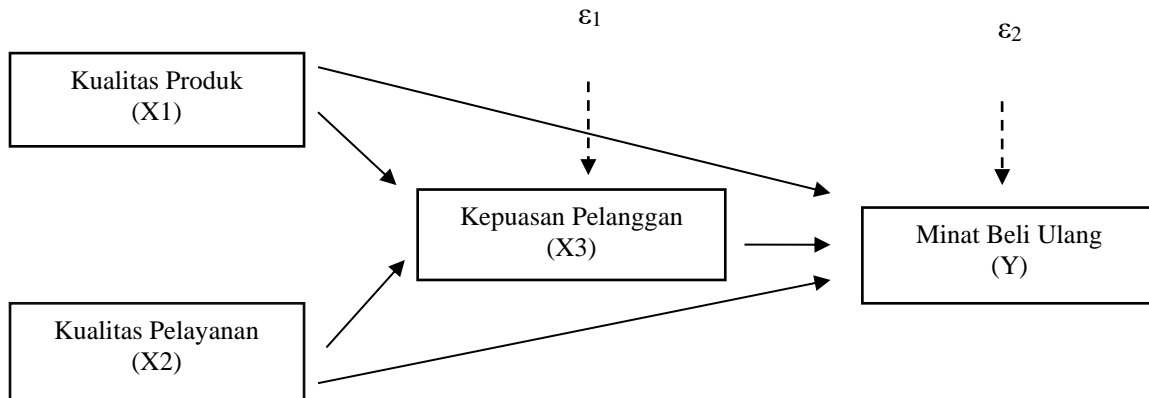 ε1
ε2
Kualitas Produk
(X1)
Kepuasan Pelanggan
(X3)
Minat Beli Ulang
(Y)
Kualitas Pelayanan
(X2)